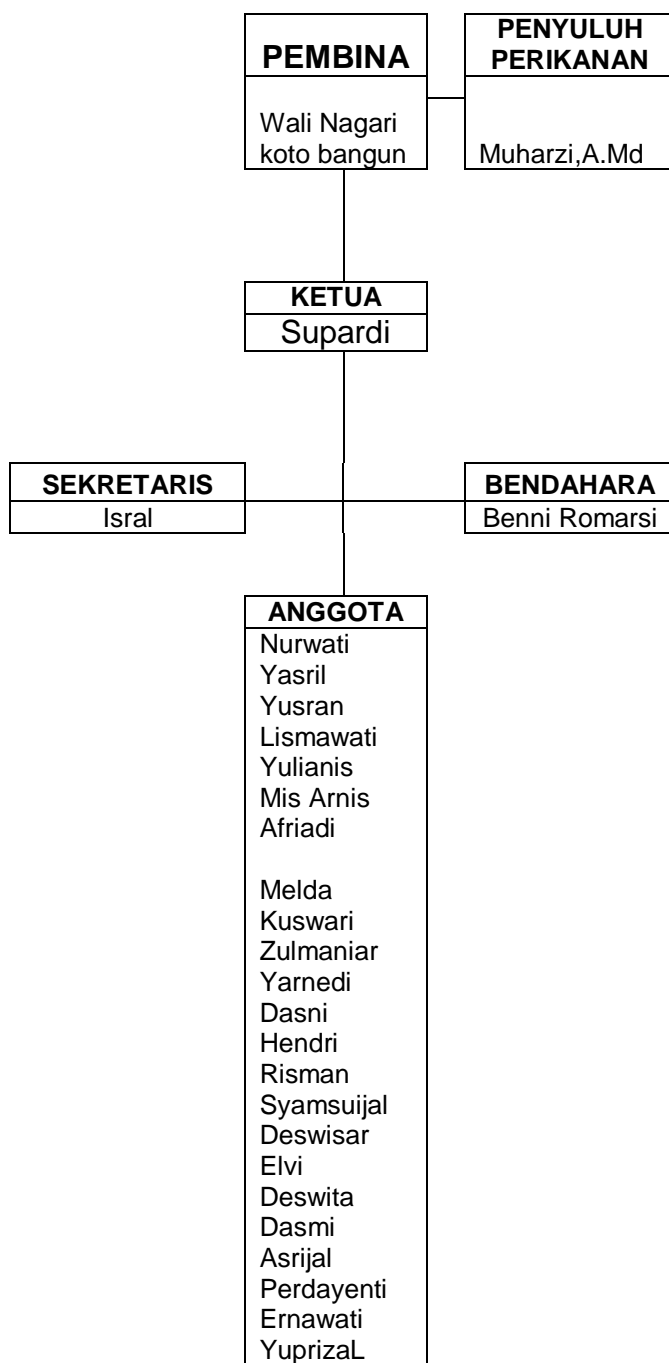 PEMBINA
Wali Nagari
koto bangun
PENYULUH
PERIKANAN
Muharzi,A.Md
KETUA
Supardi
SEKRETARIS
Isral
BENDAHARA
Benni Romarsi
ANGGOTA
Nurwati
Yasril
Yusran
Lismawati
Yulianis
Mis Arnis
Afriadi
Melda
Kuswari
Zulmaniar
Yarnedi
Dasni
Hendri
Risman
Syamsuijal
Deswisar
Elvi
Deswita
Dasmi
Asrijal
Perdayenti
Ernawati
YuprizaL